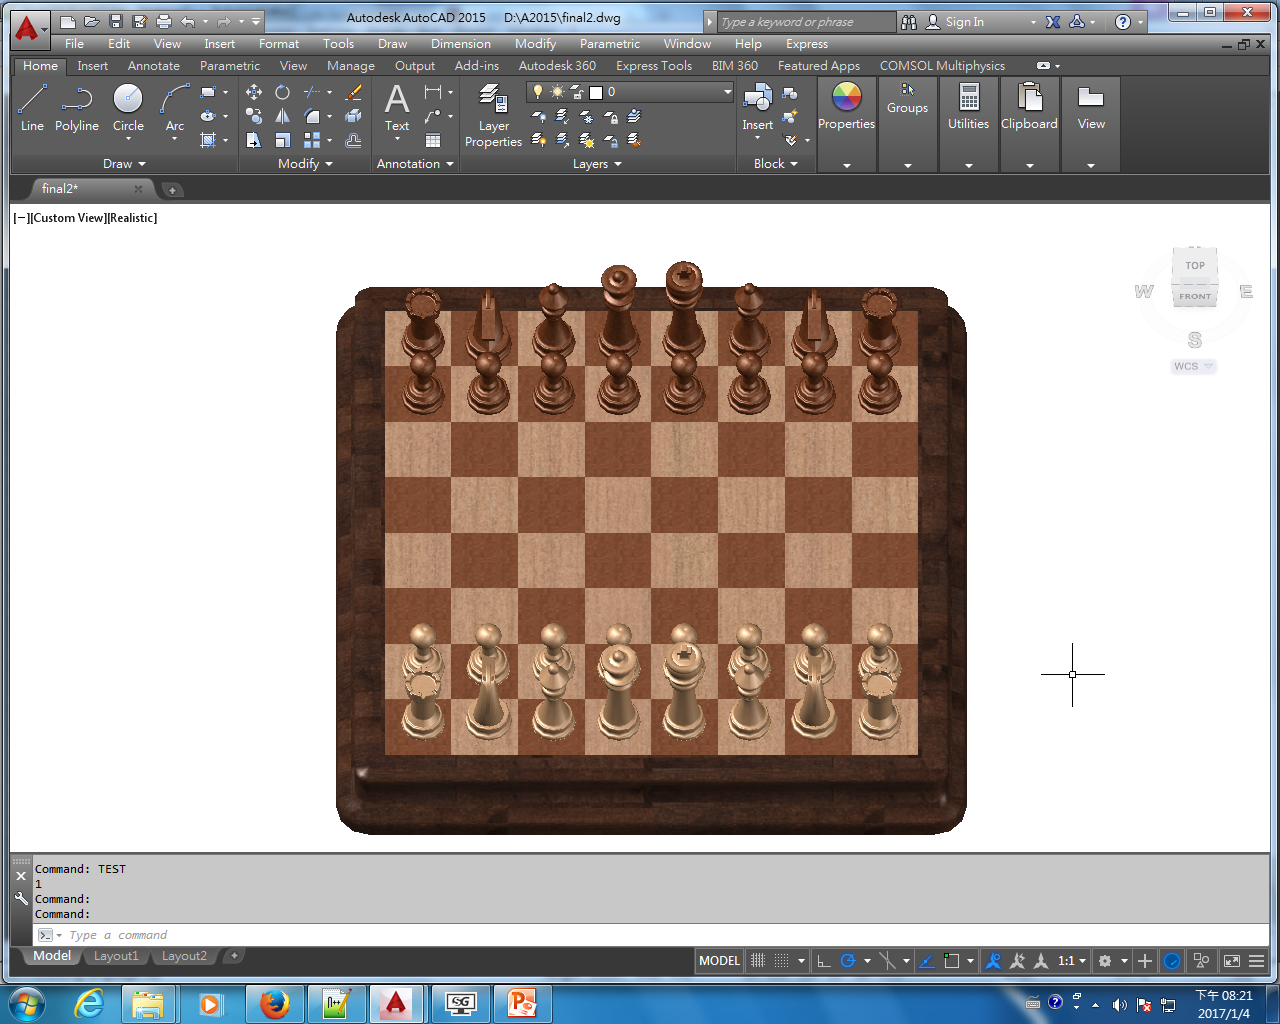 Autodesk AutoCAD 2015 D:\A2015\final2.dwg
Type a keyword or phrase
Sign In
File Edit View Insert Format Tools Draw Dimension Modify Parametric Window Help Express
Home Insert Annotate Parametric View Manage Output Add-ins Autodesk 360 Express Tools BIM 360 Featured Apps COMSOL Multiphysics
Line Polyline Circle Arc
Draw
Modify
Text
Annotation
Layer
Properties
0
Layers
Insert
Block
Properties
Groups
Utilities
Clipboard
View
final2*
[−][Custom View][Realistic]
TOP
FRONT
W
E
S
WCS
Command: TEST
1
Command:
Command:
Type a command
Model Layout1 Layout2
MODEL
1:1
下午 08:21
2017/1/4